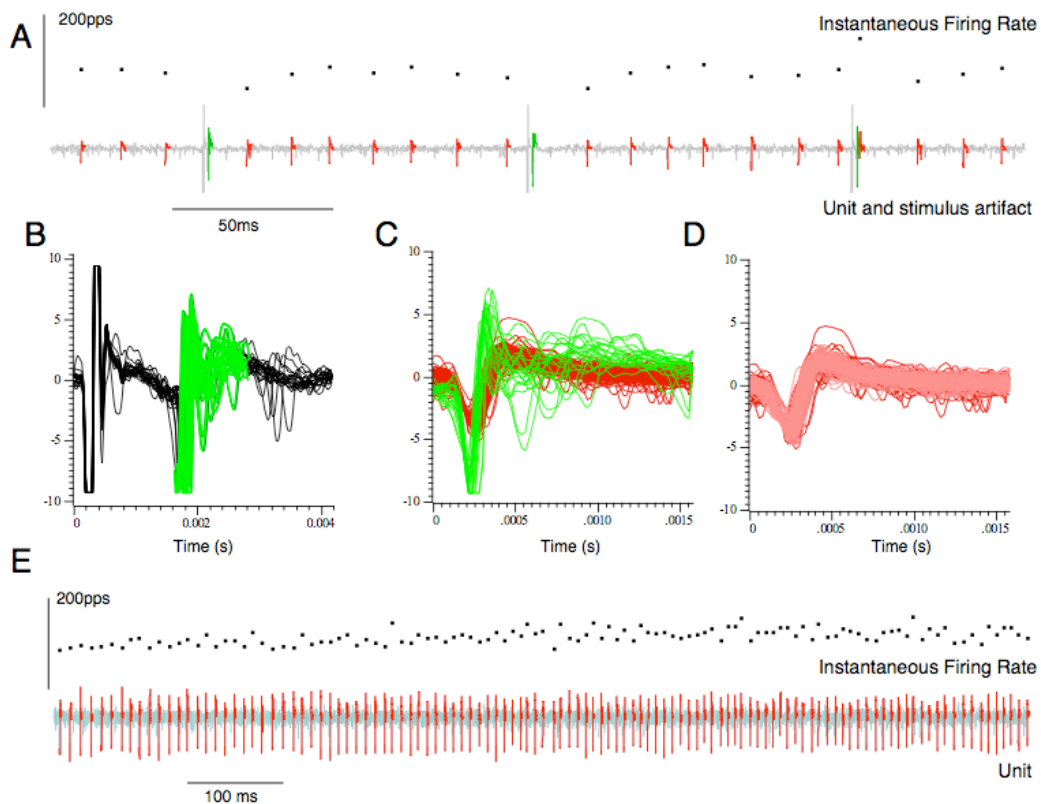 A
200pps
Instantaneous Firing Rate
50ms
Unit and stimulus artifact
B
10
5
0
-5
-10
0
0.002
0.004
Time (s)
C
10
5
0
-5
-10
0
.0005
.0010
.0015
Time (s)
D
10
5
0
-5
-10
0
.0005
.0010
.0015
Time (s)
E
200pps
Instantaneous Firing Rate
Unit
100 ms